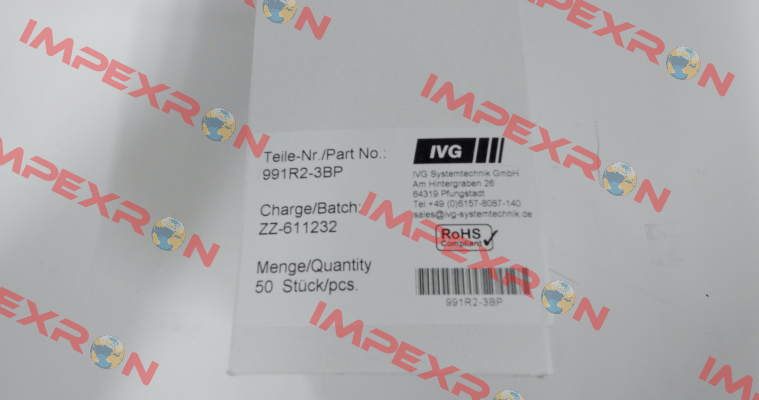 Teile-Nr./Part No.:
991R2-3BP
Charge/Batch:
ZZ-611232
Menge/Quantity
50 Stück/pcs.
IVG
IVG Systemtechnik GmbH
Am Hintergraben 26
64319 Pfungstadt
Tel +49 (0)6157-8087-140
sales@ivg-systemtechnik.de
RoHS
Compliant
991R2-3BP
IMPEXRON
IMPEXRON
IMPEXRON
IMPEXRON
IMPEXRON
IMPEXRON
IMPEXRON
IMPEXRON